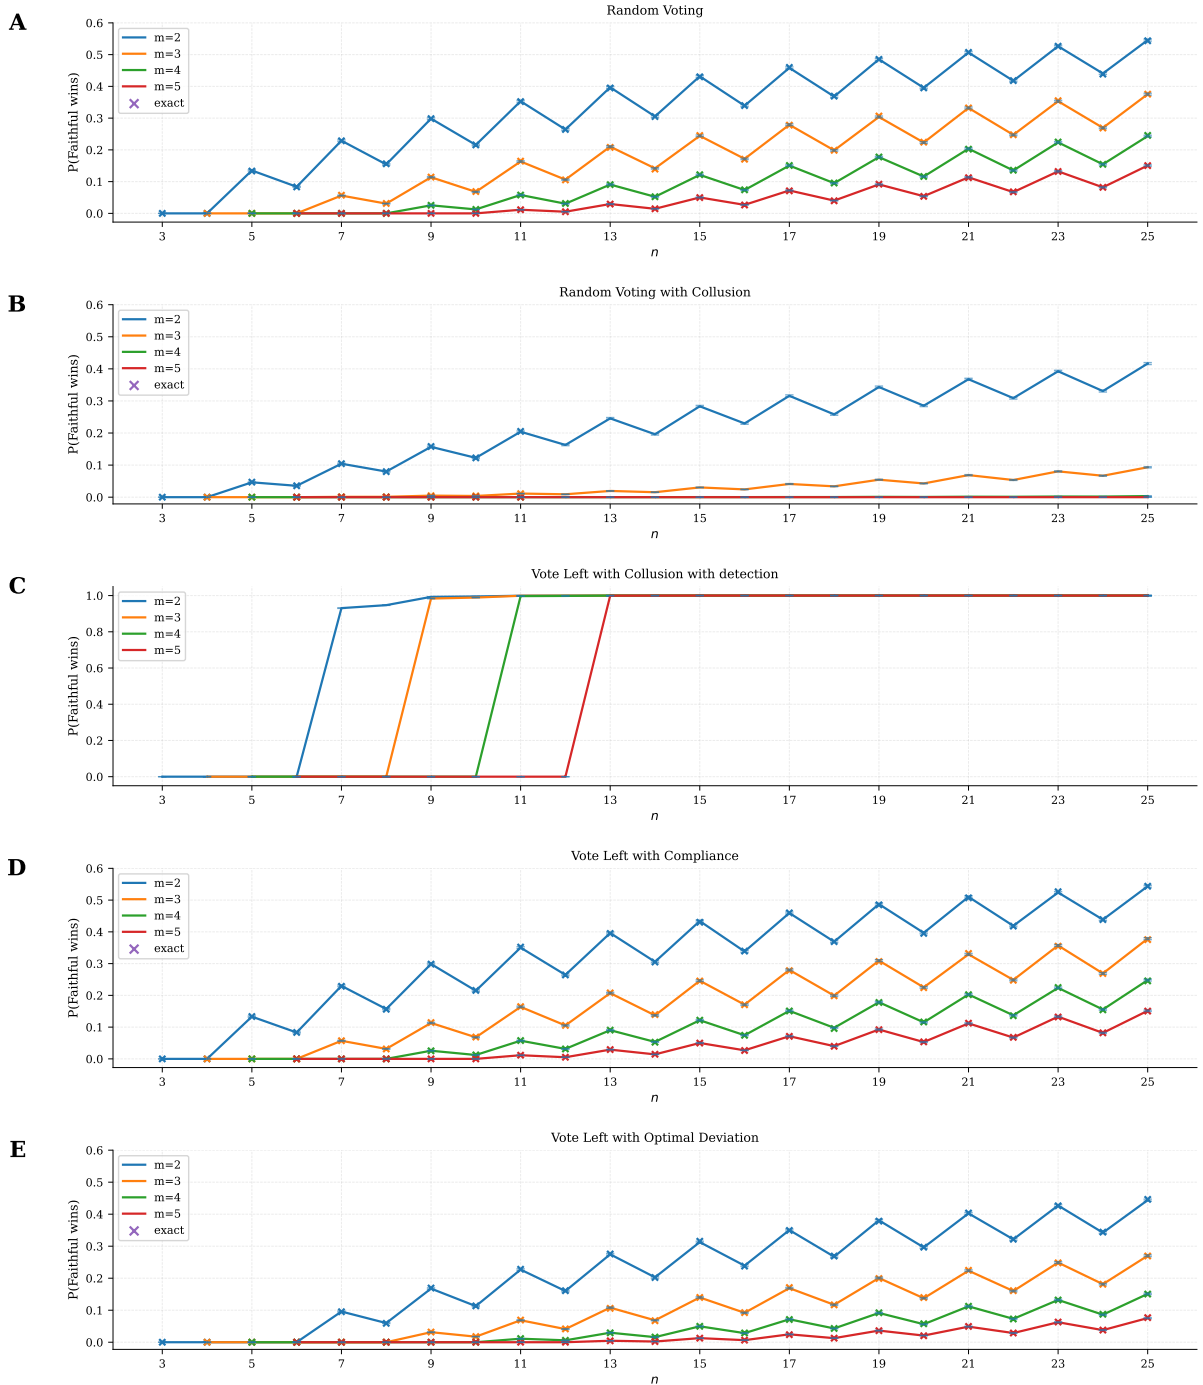 A
Random Voting
P(Faithful wins)
0.6
0.5
0.4
0.3
0.2
0.1
0.0
m=2
m=3
m=4
m=5
exact
3 5 7 9 11 13 15 17 19 21 23 25
n
B
Random Voting with Collusion
P(Faithful wins)
0.6
0.5
0.4
0.3
0.2
0.1
0.0
m=2
m=3
m=4
m=5
exact
3 5 7 9 11 13 15 17 19 21 23 25
n
C
Vote Left with Collusion with detection
P(Faithful wins)
1.0
0.8
0.6
0.4
0.2
0.0
m=2
m=3
m=4
m=5
3 5 7 9 11 13 15 17 19 21 23 25
n
D
Vote Left with Compliance
P(Faithful wins)
0.6
0.5
0.4
0.3
0.2
0.1
0.0
m=2
m=3
m=4
m=5
exact
3 5 7 9 11 13 15 17 19 21 23 25
n
E
Vote Left with Optimal Deviation
P(Faithful wins)
0.6
0.5
0.4
0.3
0.2
0.1
0.0
m=2
m=3
m=4
m=5
exact
3 5 7 9 11 13 15 17 19 21 23 25
n